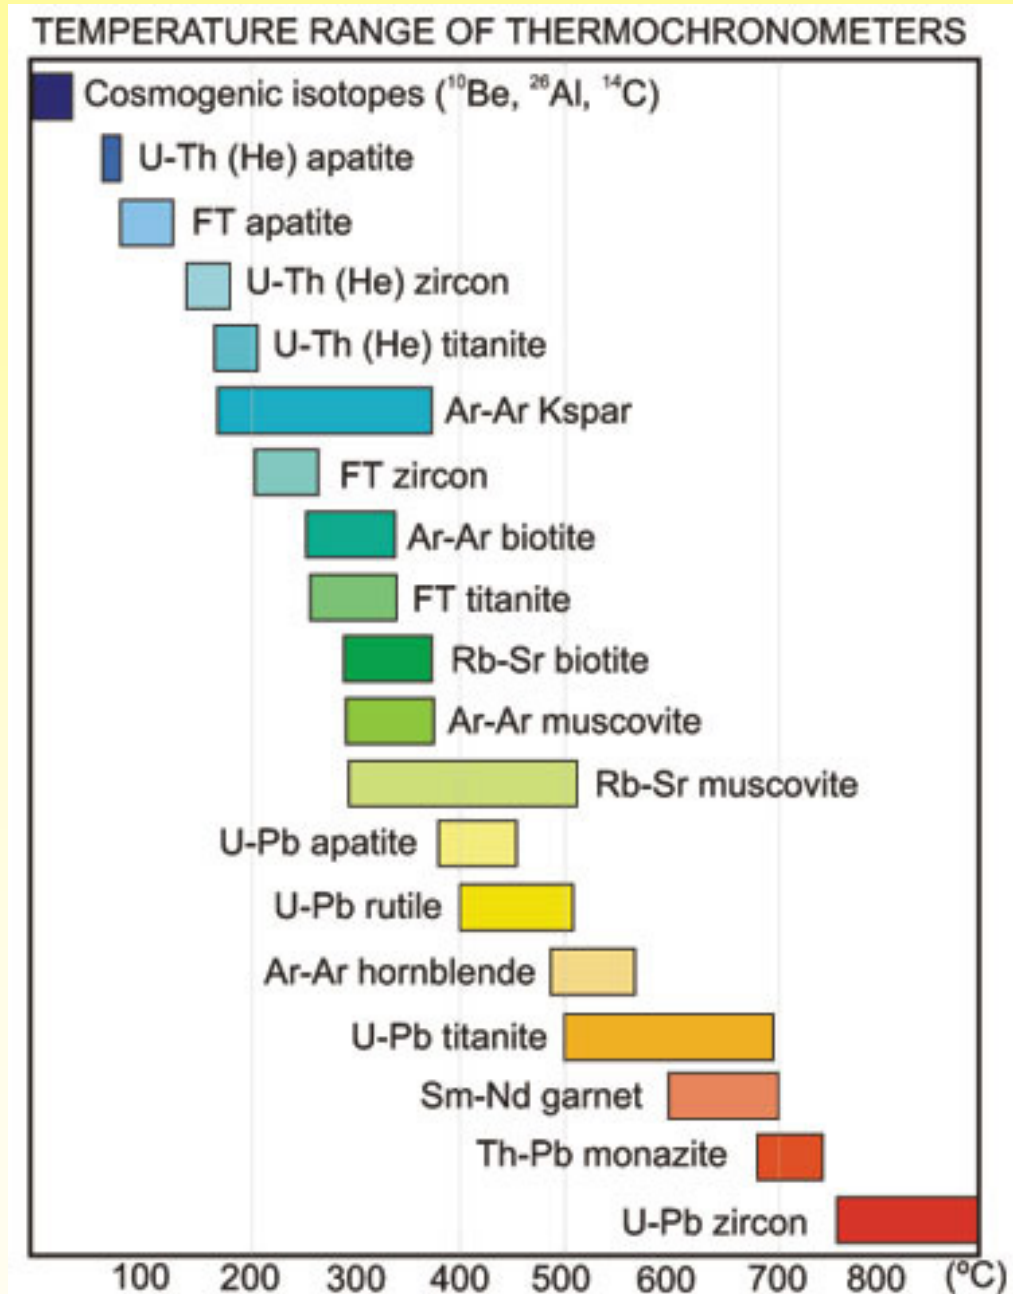 TEMPERATURE RANGE OF THERMOCHRONOMETERS
Cosmogenic isotopes (¹⁰Be, ²⁶Al, ¹⁴C)
U-Th (He) apatite
FT apatite
U-Th (He) zircon
U-Th (He) titanite
Ar-Ar Kspar
FT zircon
Ar-Ar biotite
FT titanite
Rb-Sr biotite
Ar-Ar muscovite
Rb-Sr muscovite
U-Pb apatite
U-Pb rutile
Ar-Ar hornblende
U-Pb titanite
Sm-Nd garnet
Th-Pb monazite
U-Pb zircon
100 200 300 400 500 600 700 800 (ºC)